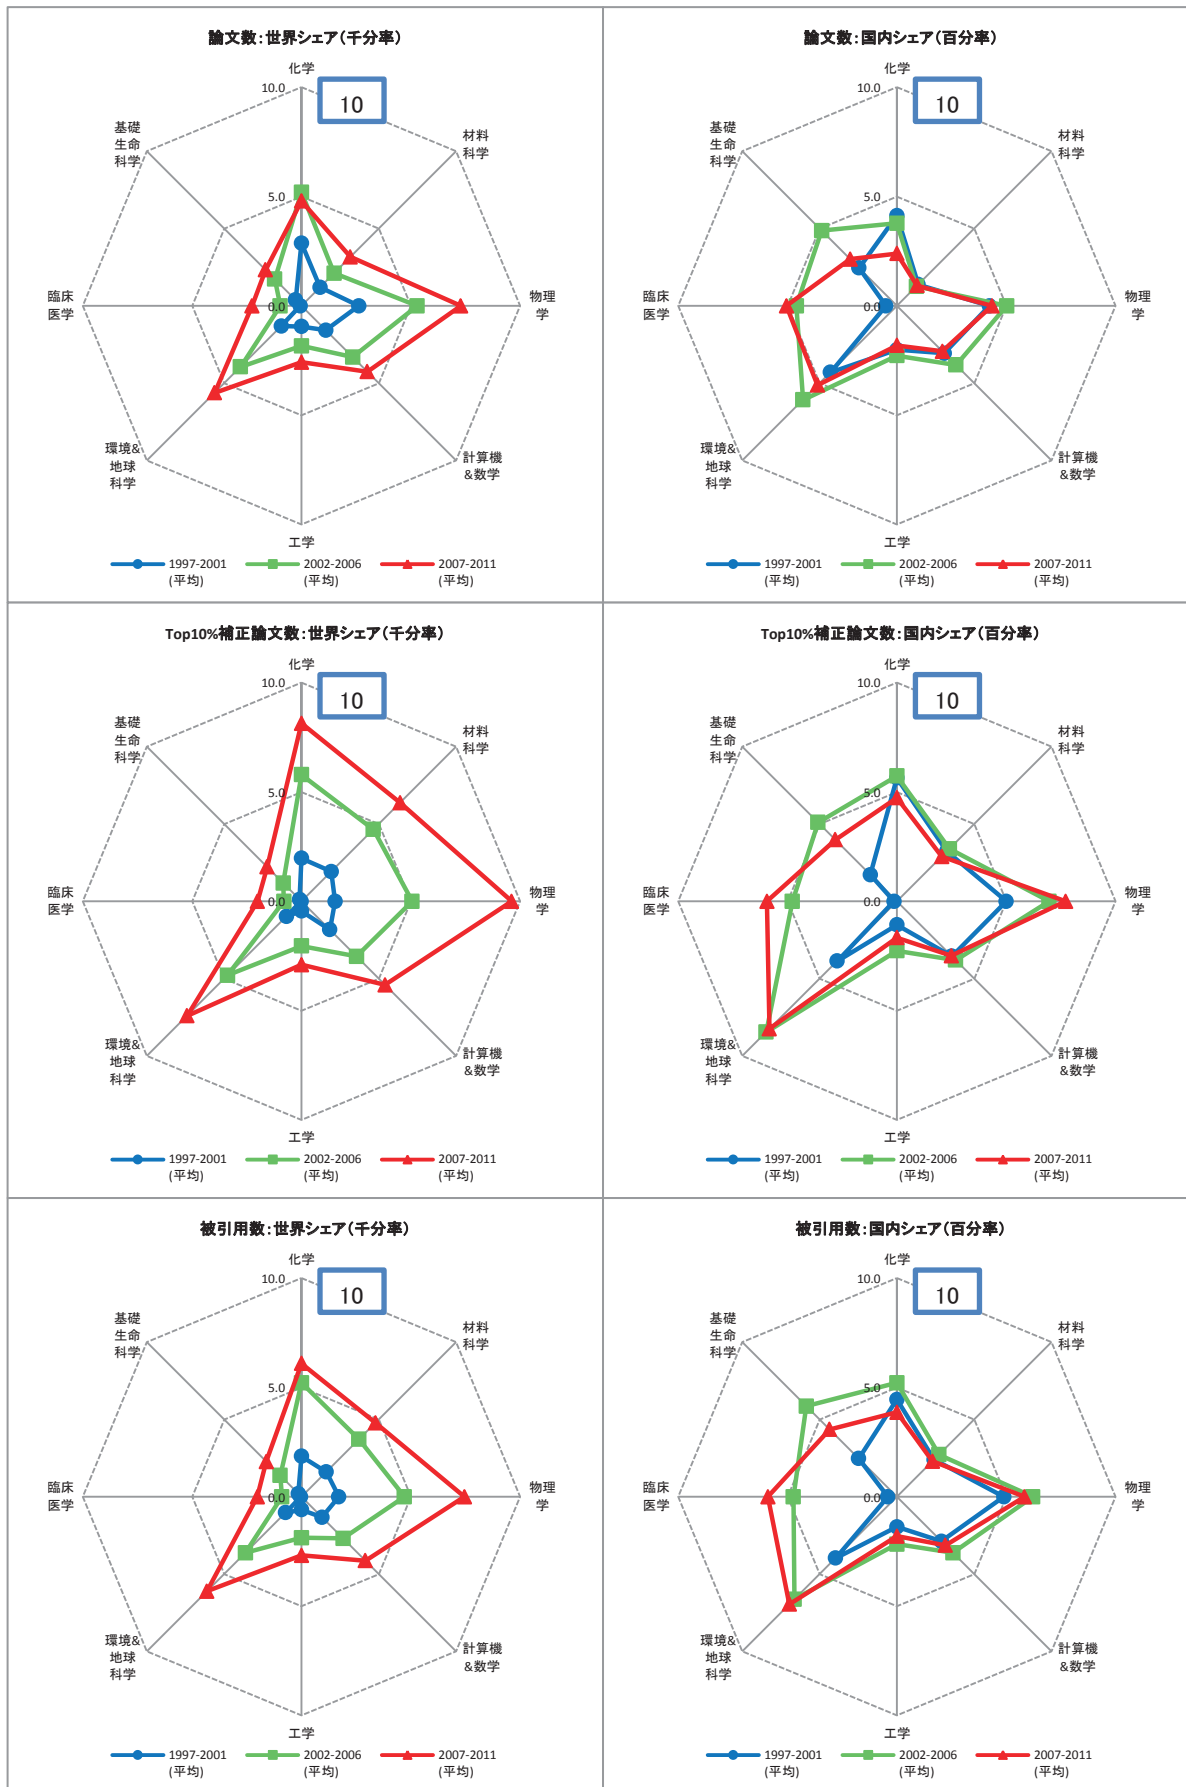 論文数：世界シェア（千分率）
化学
10.0
10
基礎
生命
科学
材料
科学
5.0
臨床
医学
0.0
物理
学
環境&
地球
科学
計算機
&数学
工学
1997-2001
(平均)
2002-2006
(平均)
2007-2011
(平均)
論文数：国内シェア（百分率）
化学
10.0
10
基礎
生命
科学
材料
科学
5.0
臨床
医学
0.0
物理
学
環境&
地球
科学
計算機
&数学
工学
1997-2001
(平均)
2002-2006
(平均)
2007-2011
(平均)
Top10%補正論文数：世界シェア（千分率）
化学
10.0
10
基礎
生命
科学
材料
科学
5.0
臨床
医学
0.0
物理
学
環境&
地球
科学
計算機
&数学
工学
1997-2001
(平均)
2002-2006
(平均)
2007-2011
(平均)
Top10%補正論文数：国内シェア（百分率）
化学
10.0
10
基礎
生命
科学
材料
科学
5.0
臨床
医学
0.0
物理
学
環境&
地球
科学
計算機
&数学
工学
1997-2001
(平均)
2002-2006
(平均)
2007-2011
(平均)
被引用数：世界シェア（千分率）
化学
10.0
10
基礎
生命
科学
材料
科学
5.0
臨床
医学
0.0
物理
学
環境&
地球
科学
計算機
&数学
工学
1997-2001
(平均)
2002-2006
(平均)
2007-2011
(平均)
被引用数：国内シェア（百分率）
化学
10.0
10
基礎
生命
科学
材料
科学
5.0
臨床
医学
0.0
物理
学
環境&
地球
科学
計算機
&数学
工学
1997-2001
(平均)
2002-2006
(平均)
2007-2011
(平均)